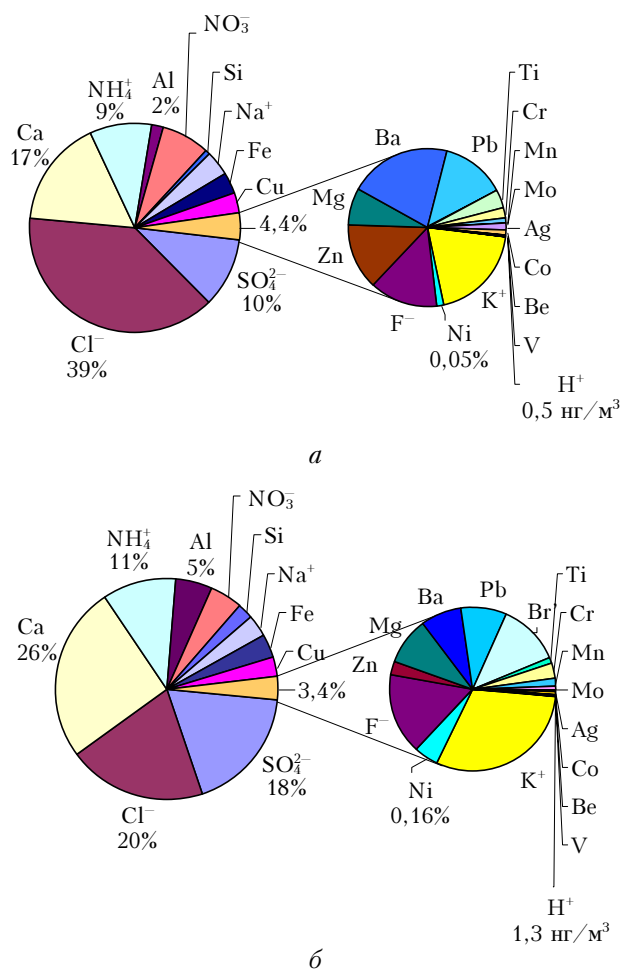 NO₃⁻
NH₄⁺
9%
Al
2%
Si
Na⁺
Ca
17%
Fe
Cu
4,4%
SO₄²⁻
10%
Cl⁻
39%
Ba
Pb
Mg
Zn
F⁻
Ni
0,05%
K⁺
Ti
Cr
Mn
Mo
Ag
Co
Be
V
H⁺
0,5 нг/м³
а
NO₃⁻
NH₄⁺
11%
Al
5%
Si
Na⁺
Ca
26%
Fe
Cu
3,4%
SO₄²⁻
18%
Cl⁻
20%
Ba
Pb
Br'
Mg
Zn
F⁻
Ni
0,16%
K⁺
Ti
Cr
Mn
Mo
Ag
Co
Be
V
H⁺
1,3 нг/м³
б